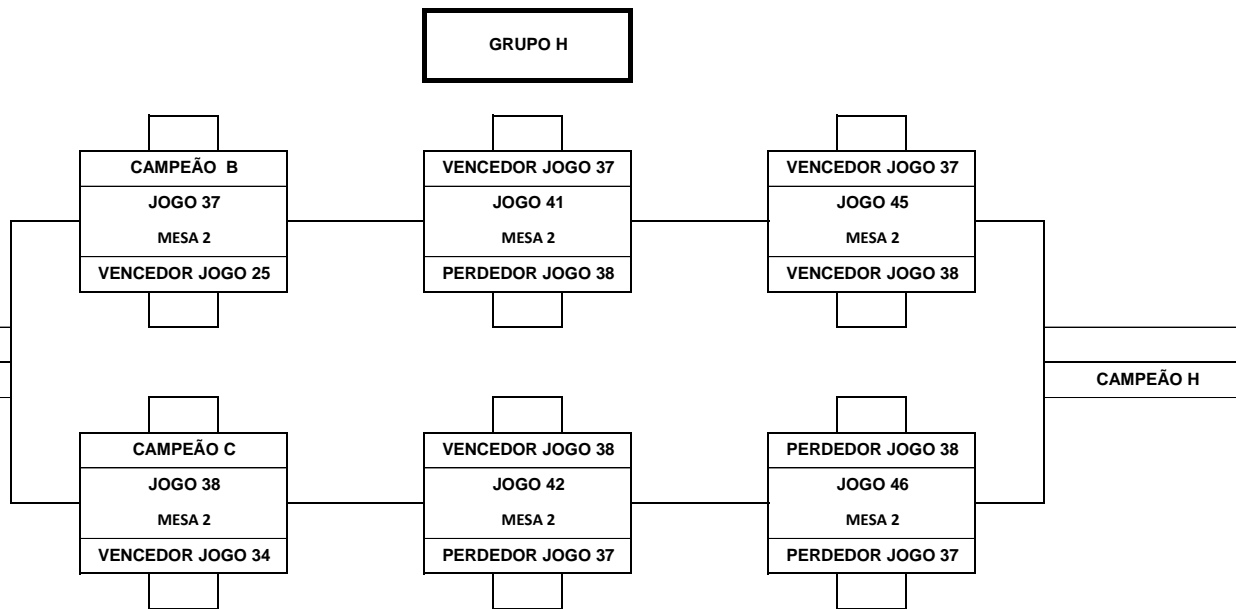 GRUPO H
CAMPEÃO B
JOGO 37
MESA 2
VENCEDOR JOGO 25
VENCEDOR JOGO 37
JOGO 41
MESA 2
PERDEDOR JOGO 38
VENCEDOR JOGO 37
JOGO 45
MESA 2
VENCEDOR JOGO 38
CAMPEÃO H
CAMPEÃO C
JOGO 38
MESA 2
VENCEDOR JOGO 34
VENCEDOR JOGO 38
JOGO 42
MESA 2
PERDEDOR JOGO 37
PERDEDOR JOGO 38
JOGO 46
MESA 2
PERDEDOR JOGO 37